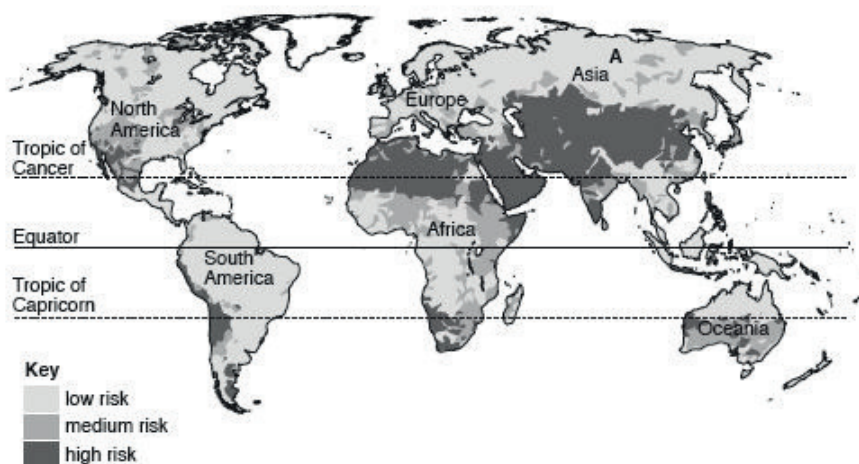 A
Asia
Europe
North
America
Tropic of
Cancer
Africa
Equator
South
America
Tropic of
Capricorn
Oceania
Key
low risk
medium risk
high risk